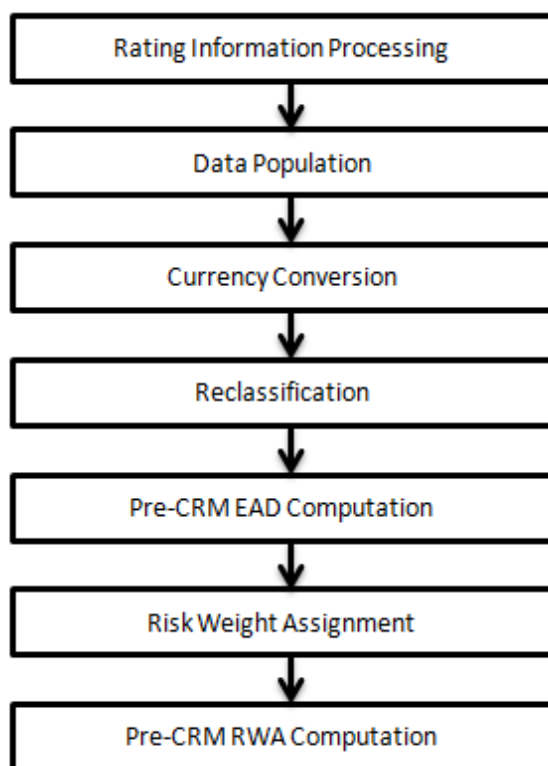 Rating Information Processing
Data Population
Currency Conversion
Reclassification
Pre-CRM EAD Computation
Risk Weight Assignment
Pre-CRM RWA Computation